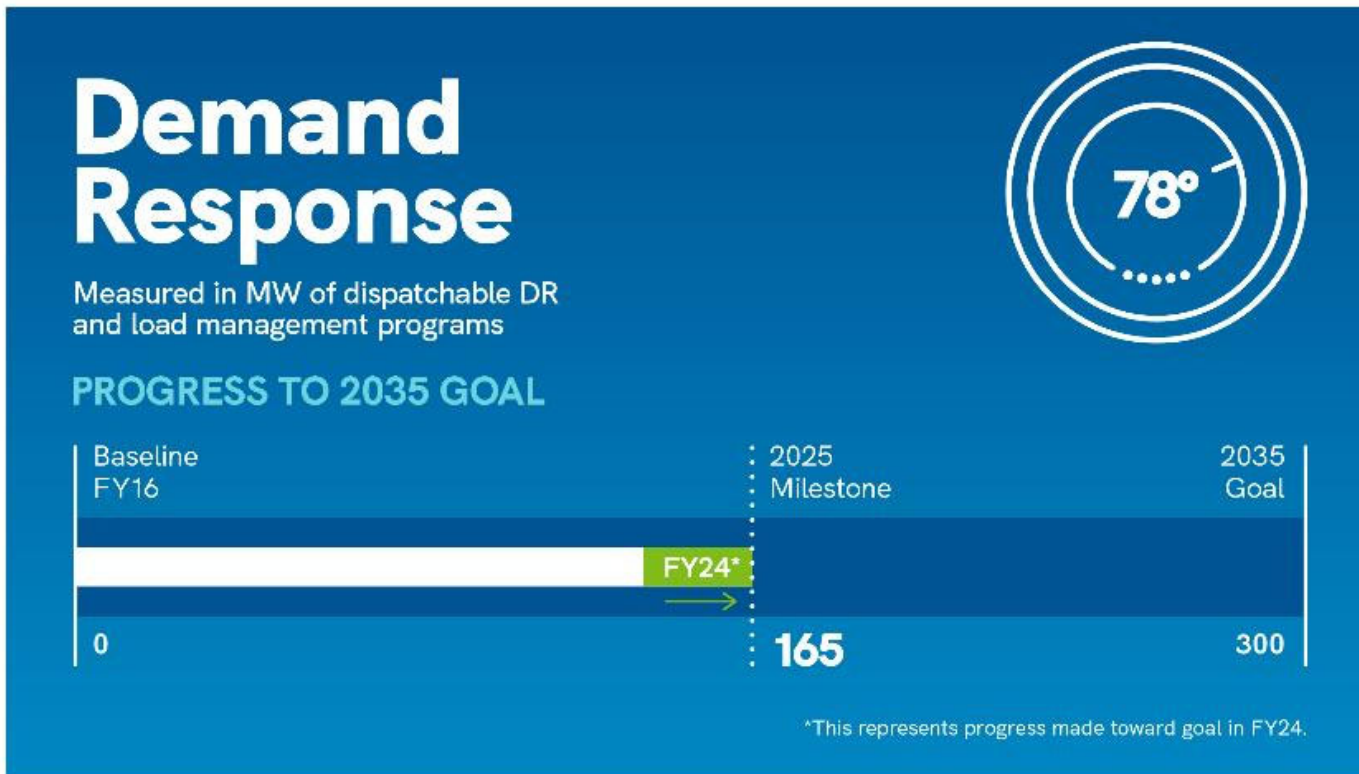 Demand
Response
78°
Measured in MW of dispatchable DR
and load management programs
PROGRESS TO 2035 GOAL
Baseline
FY16
2025
Milestone
2035
Goal
FY24*
0
165
300
*This represents progress made toward goal in FY24.